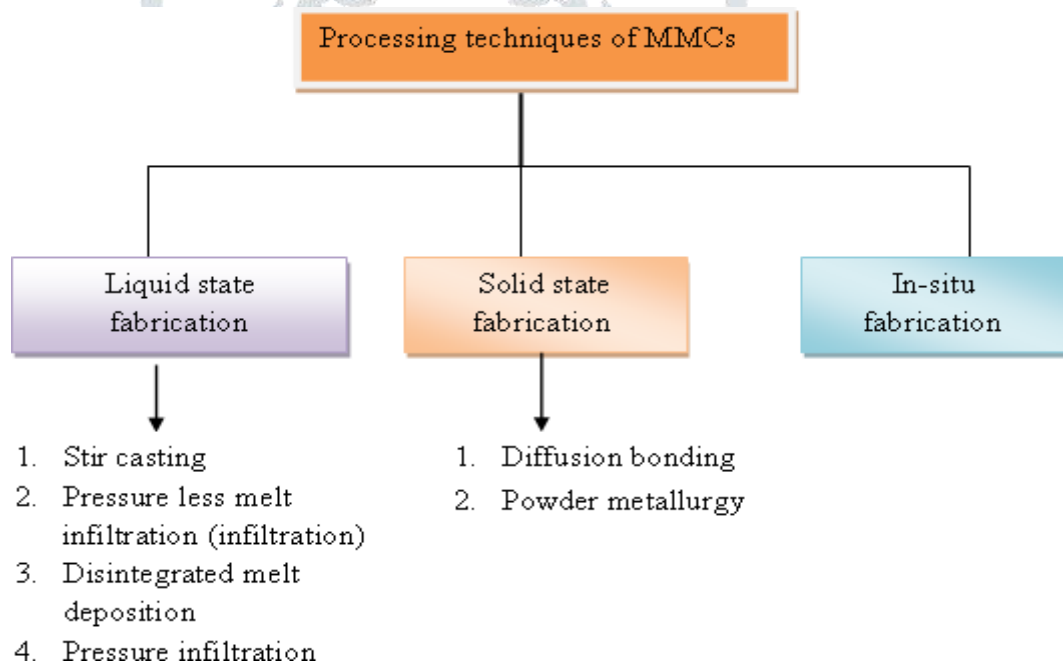 Processing techniques of MMCs
Liquid state
fabrication
Solid state
fabrication
In-situ
fabrication
1. Stir casting
2. Pressure less melt
infiltration (infiltration)
3. Disintegrated melt
deposition
4. Pressure infiltration
1. Diffusion bonding
2. Powder metallurgy